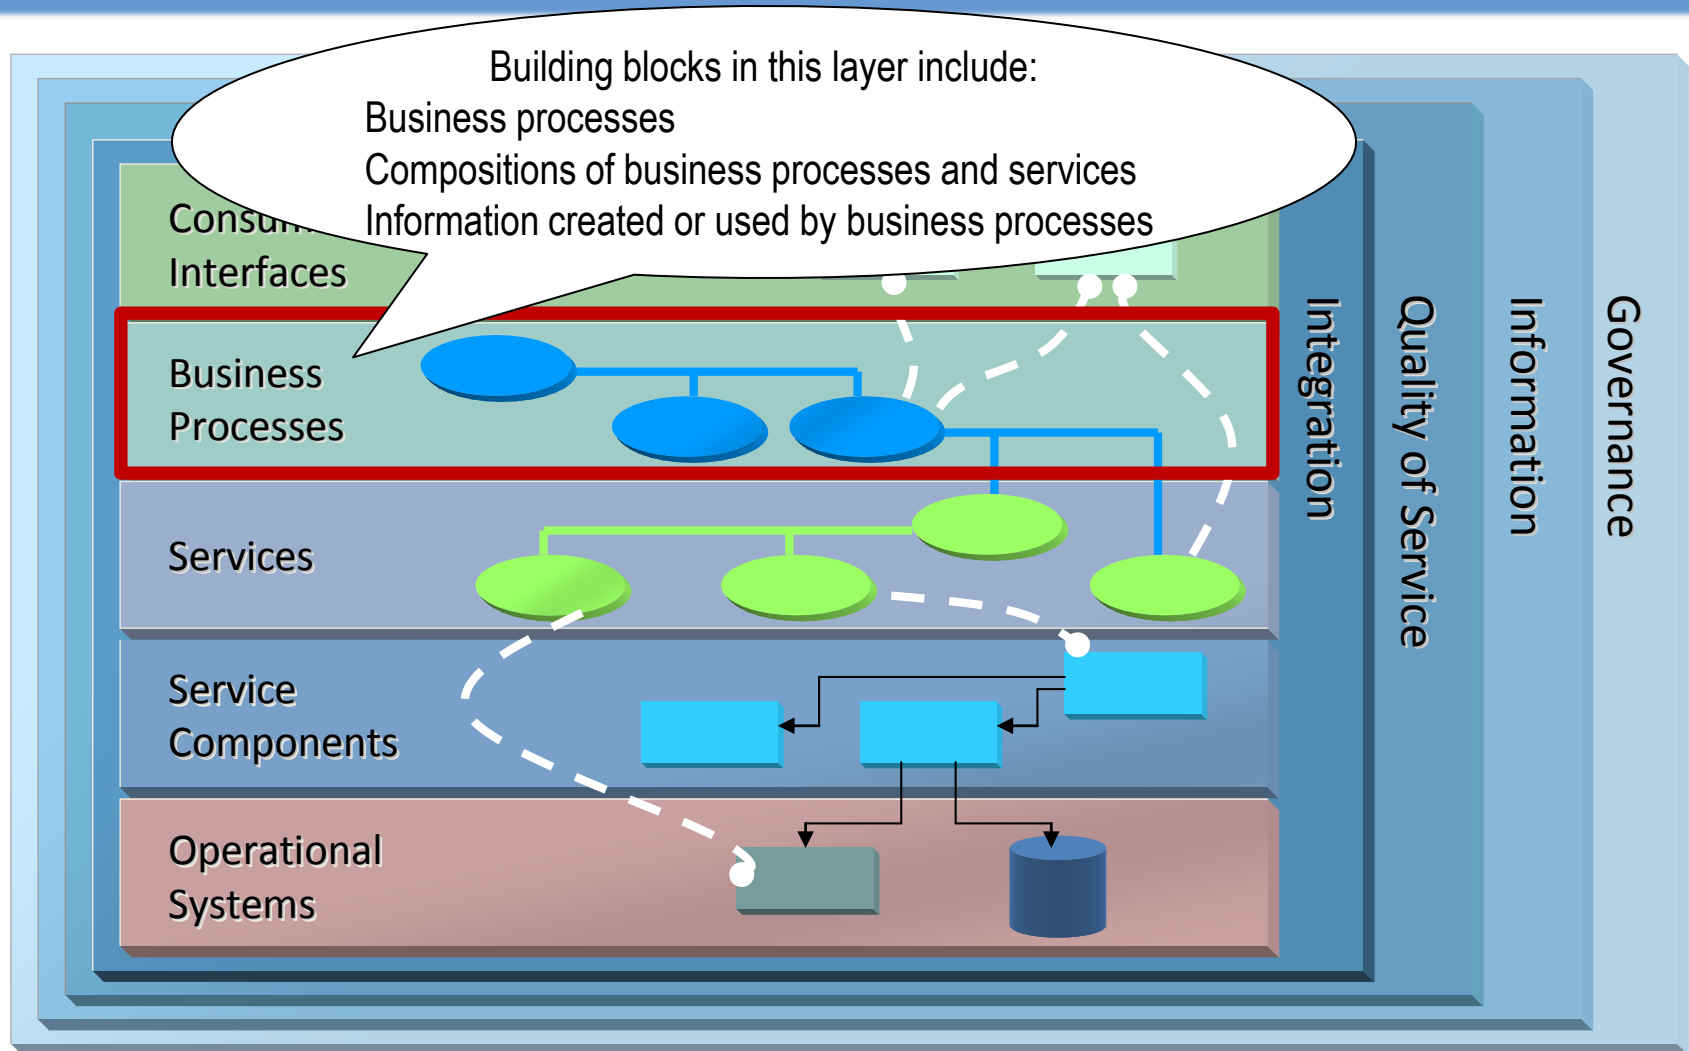 Building blocks in this layer include:
Business processes
Compositions of business processes and services
Information created or used by business processes
Interfaces
Business
Processes
Services
Service
Components
Operational
Systems
Integration
Quality of Service
Information
Governance